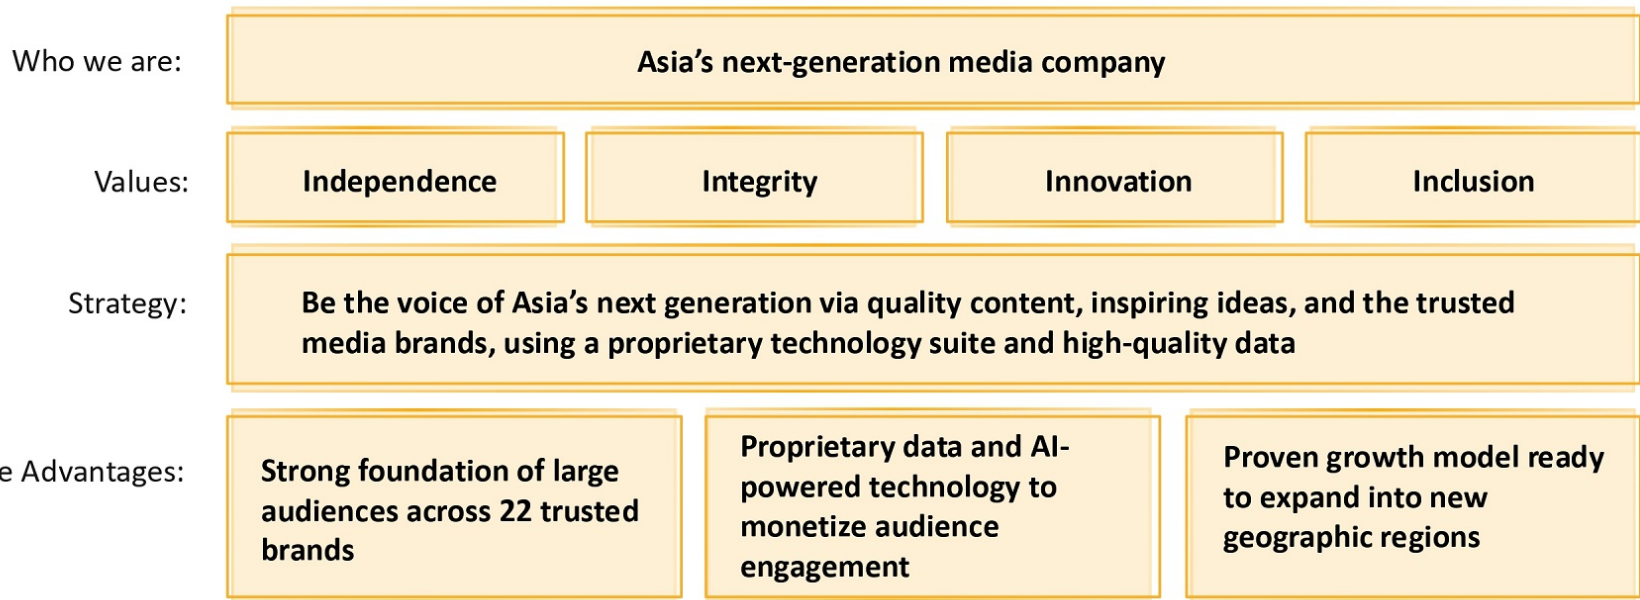 Who we are:
Asia's next-generation media company
Values:
Independence
Integrity
Innovation
Inclusion
Strategy:
Be the voice of Asia's next generation via quality content, inspiring ideas, and the trusted
media brands, using a proprietary technology suite and high-quality data
e Advantages:
Strong foundation of large
audiences across 22 trusted
brands
Proprietary data and AI-
powered technology to
monetize audience
engagement
Proven growth model ready
to expand into new
geographic regions